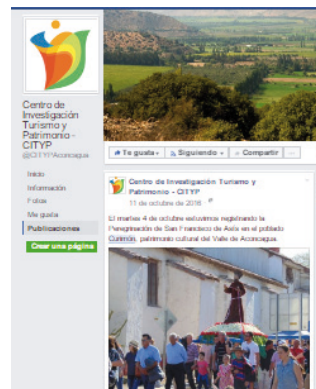 Centro de
Investigación
Turismo y
Patrimonio -
CITYP
@CITYPAconcagua
Inicio
Información
Fotos
Me gusta
Publicaciones
Crear una página
Te gusta
Siguiendo
Compartir
...
Centro de Investigación Turismo y
Patrimonio - CITYP
11 de octubre de 2016 ·
El martes 4 de octubre estuvimos registrando la
Peregrinación de San Francisco de Asís en el poblado
Curimón, patrimonio cultural del Valle de Aconcagua.